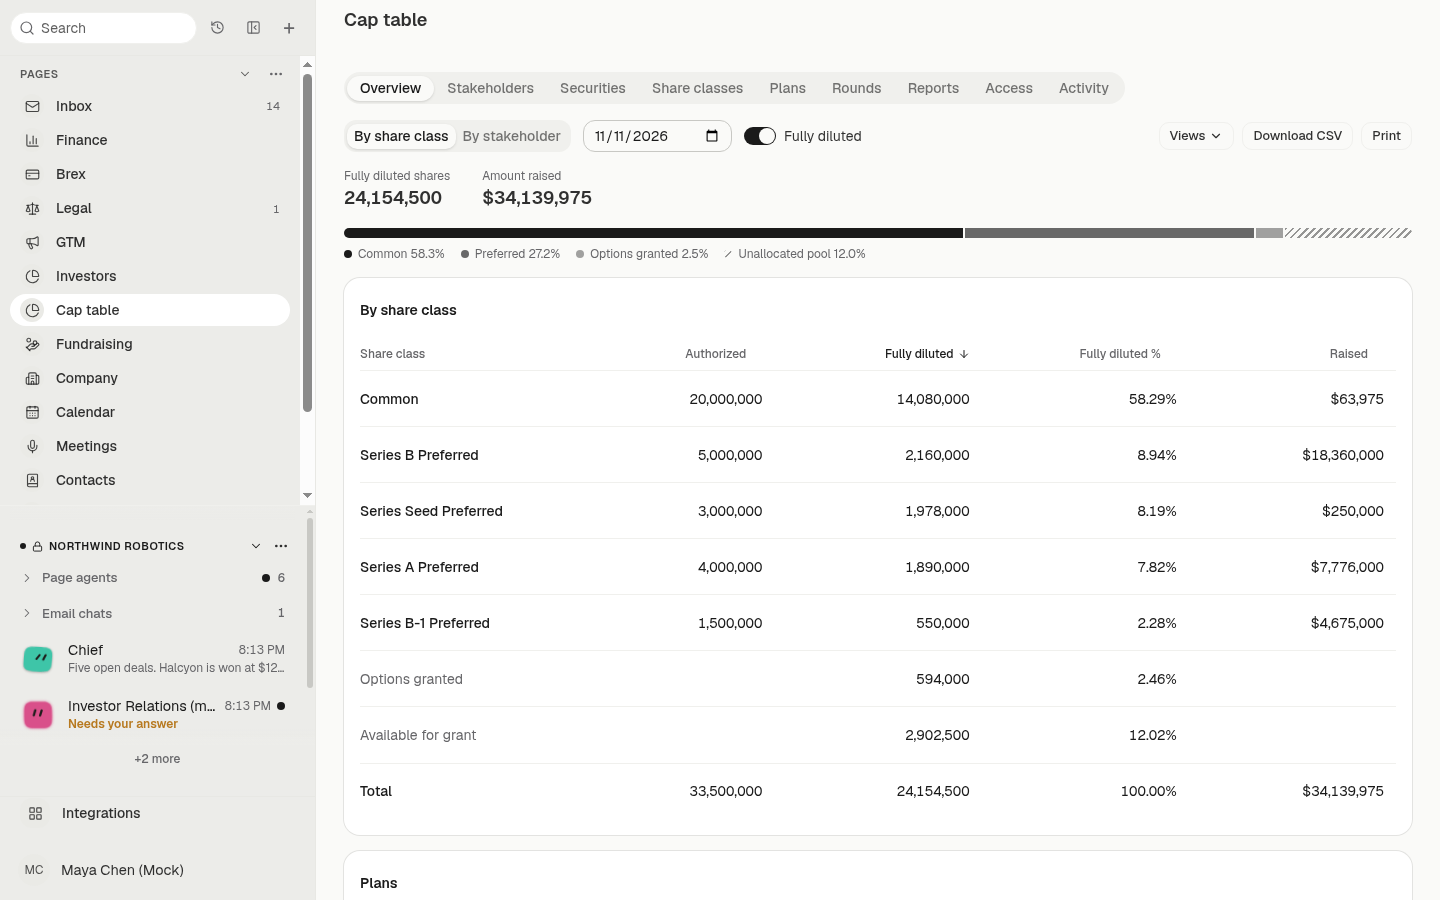 Search
PAGES
Inbox 14
Finance
Brex
Legal 1
GTM
Investors
Cap table
Fundraising
Company
Calendar
Meetings
Contacts
NORTHWIND ROBOTICS
Page agents 6
Email chats 1
Chief 8:13 PM
Five open deals. Halcyon is won at $12...
Investor Relations (m... 8:13 PM
Needs your answer
+2 more
Integrations
MC Maya Chen (Mock)
Cap table
Overview Stakeholders Securities Share classes Plans Rounds Reports Access Activity
By share class By stakeholder 11/11/2026 Fully diluted Views Download CSV Print
Fully diluted shares Amount raised
24,154,500 $34,139,975
Common 58.3% Preferred 27.2% Options granted 2.5% Unallocated pool 12.0%
By share class
Share class Authorized Fully diluted ↓ Fully diluted % Raised
Common 20,000,000 14,080,000 58.29% $63,975
Series B Preferred 5,000,000 2,160,000 8.94% $18,360,000
Series Seed Preferred 3,000,000 1,978,000 8.19% $250,000
Series A Preferred 4,000,000 1,890,000 7.82% $7,776,000
Series B-1 Preferred 1,500,000 550,000 2.28% $4,675,000
Options granted 594,000 2.46%
Available for grant 2,902,500 12.02%
Total 33,500,000 24,154,500 100.00% $34,139,975
Plans